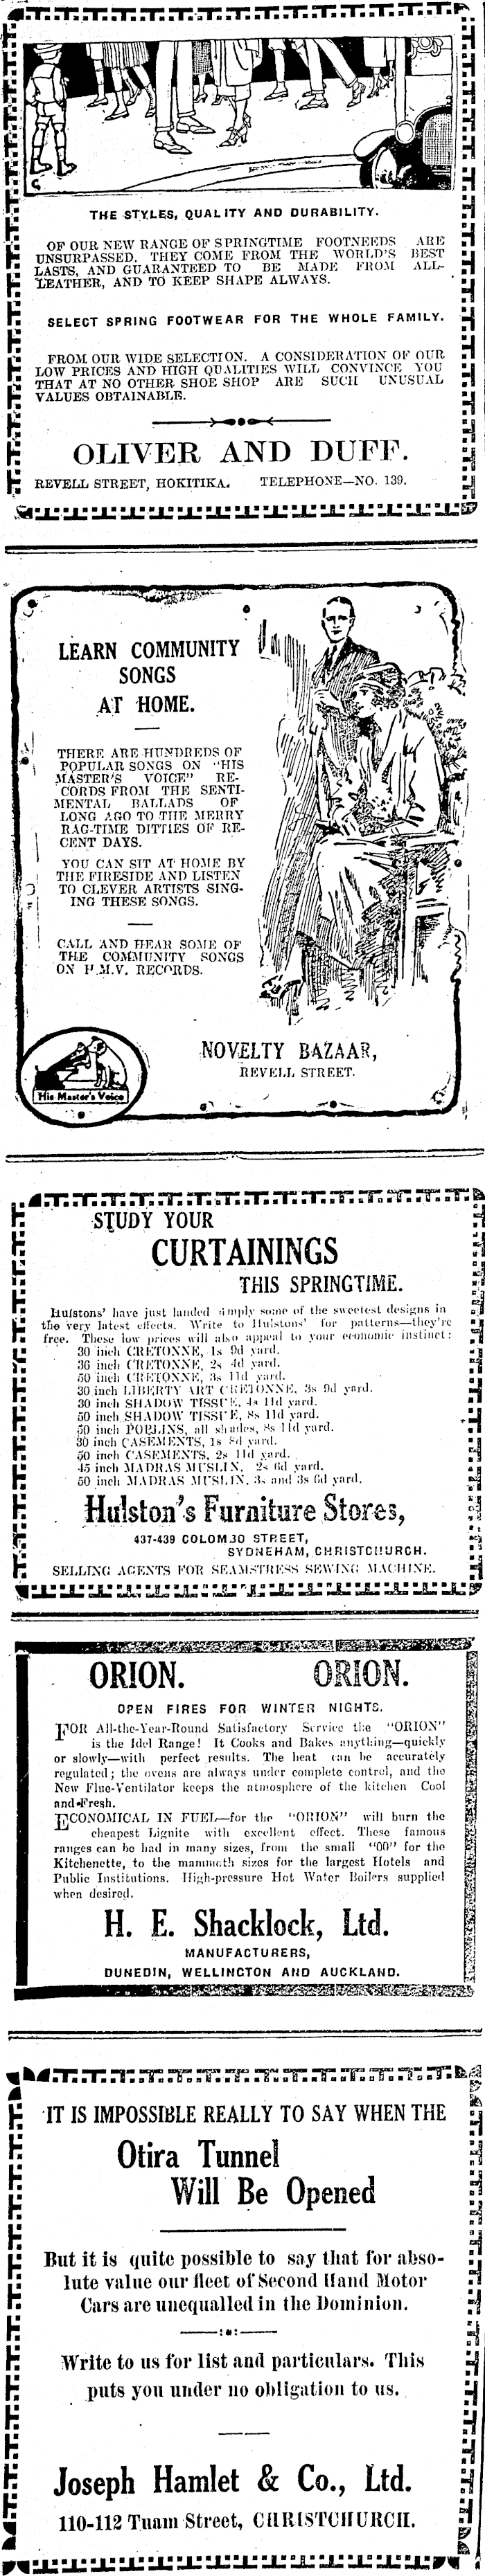 THE STYLES, QUALITY AND DURABILITY.
OF OUR NEW RANGE OF SPRINGTIME FOOTNEEDS ARE
UNSURPASSED. THEY COME FROM THE WORLD'S BEST
LASTS, AND GUARANTEED TO BE MADE FROM ALL-
LEATHER, AND TO KEEP SHAPE ALWAYS.
SELECT SPRING FOOTWEAR FOR THE WHOLE FAMILY.
FROM OUR WIDE SELECTION. A CONSIDERATION OF OUR
LOW PRICES AND HIGH QUALITIES WILL CONVINCE YOU
THAT AT NO OTHER SHOE SHOP ARE SUCH UNUSUAL
VALUES OBTAINABLE.
OLIVER AND DUFF.
REVELL STREET, HOKITIKA. TELEPHONE—NO. 139.
LEARN COMMUNITY
SONGS
AT HOME.
THERE ARE HUNDREDS OF
POPULAR SONGS ON "HIS
MASTER'S VOICE" RE-
CORDS FROM THE SENTI-
MENTAL BALLADS OF
LONG AGO TO THE MERRY
RAG-TIME DITTIES OF RE-
CENT DAYS.
YOU CAN SIT AT HOME BY
THE FIRESIDE AND LISTEN
TO CLEVER ARTISTS SING-
ING THESE SONGS.
CALL AND HEAR SOME OF
THE COMMUNITY SONGS
ON H.M.V. RECORDS.
NOVELTY BAZAAR,
REVELL STREET.
His Master's Voice
STUDY YOUR
CURTAININGS
THIS SPRINGTIME.
Hulstons' have just landed simply some of the sweetest designs in
the very latest effects. Write to Hulstons' for patterns—they're
free. These low prices will also appeal to your economic instinct:
30 inch CRETONNE, 1s 9d yard.
36 inch CRETONNE, 2s 4d yard.
50 inch CRETONNE, 3s 11d yard.
30 inch LIBERTY ART CRETONNE, 3s 9d yard.
30 inch SHADOW TISSUE, 4s 11d yard.
50 inch SHADOW TISSUE, 8s 11d yard.
50 inch POPLINS, all shades, 8s 11d yard.
30 inch CASEMENTS, 1s 8d yard.
50 inch CASEMENTS, 2s 11d yard.
45 inch MADRAS MUSLIN, 2s 6d yard.
50 inch MADRAS MUSLIN, 3s and 3s 6d yard.
Hulston's Furniture Stores,
437-439 COLOMBO STREET,
SYDNEHAM, CHRISTCHURCH.
SELLING AGENTS FOR SEAMSTRESS SEWING MACHINE.
ORION. ORION.
OPEN FIRES FOR WINTER NIGHTS.
FOR All-the-Year-Round Satisfactory Service the "ORION"
is the Idel Range! It Cooks and Bakes anything—quickly
or slowly—with perfect results. The heat can be accurately
regulated; the ovens are always under complete control, and the
New Flue-Ventilator keeps the atmosphere of the kitchen Cool
and Fresh.
ECONOMICAL IN FUEL—for the "ORION" will burn the
cheapest Lignite with excellent effect. These famous
ranges can be had in many sizes, from the small "00" for the
Kitchenette, to the mammoth sizes for the largest Hotels and
Public Institutions. High-pressure Hot Water Boilers supplied
when desired.
H. E. Shacklock, Ltd.
MANUFACTURERS,
DUNEDIN, WELLINGTON AND AUCKLAND.
IT IS IMPOSSIBLE REALLY TO SAY WHEN THE
Otira Tunnel
Will Be Opened
But it is quite possible to say that for abso-
lute value our fleet of Second Hand Motor
Cars are unequalled in the Dominion.
Write to us for list and particulars. This
puts you under no obligation to us.
Joseph Hamlet & Co., Ltd.
110-112 Tuam Street, CHRISTCHURCH.